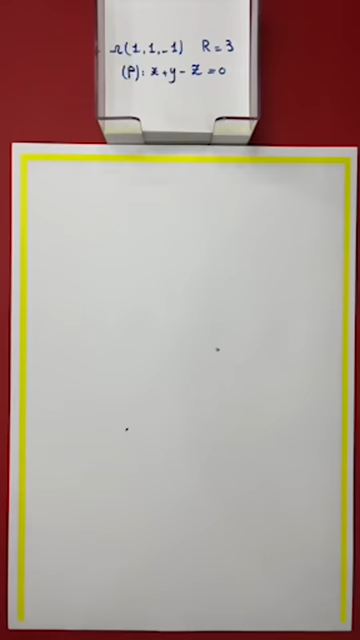 Ω(1,1,-1) R=3
(P): x+y-z=0